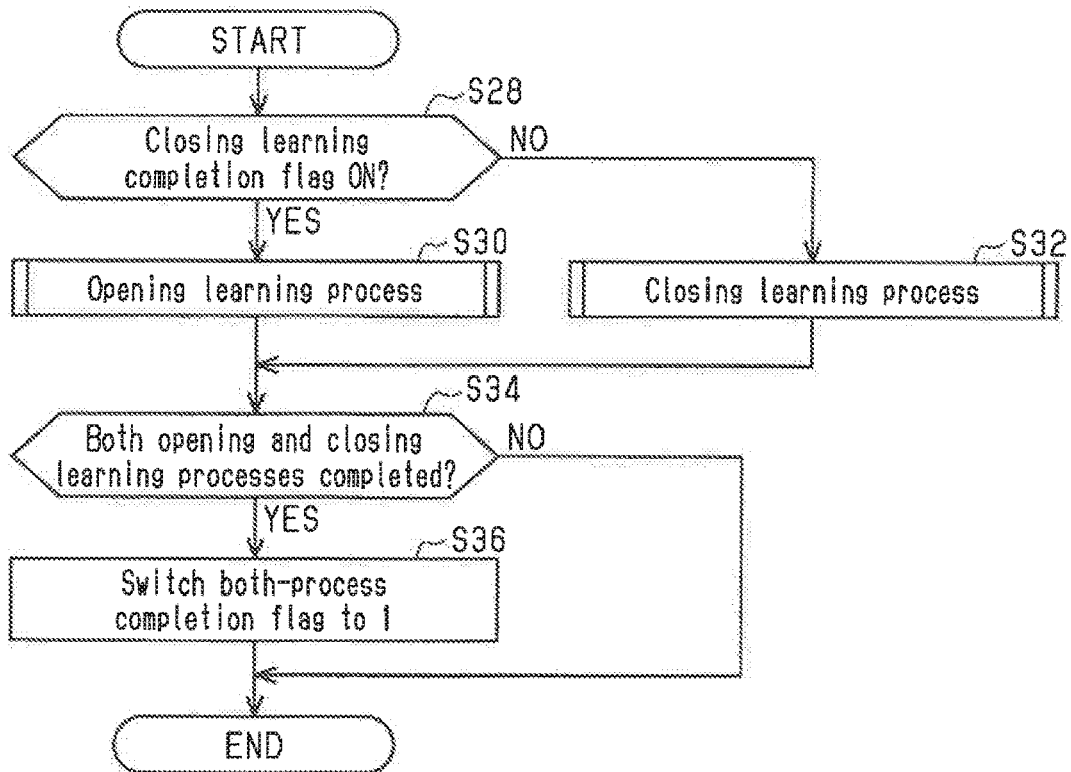 START
S28
Closing learning
completion flag ON?
NO
YES
S30
Opening learning process
S32
Closing learning process
S34
Both opening and closing
learning processes completed?
NO
YES
S36
Switch both-process
completion flag to 1
END